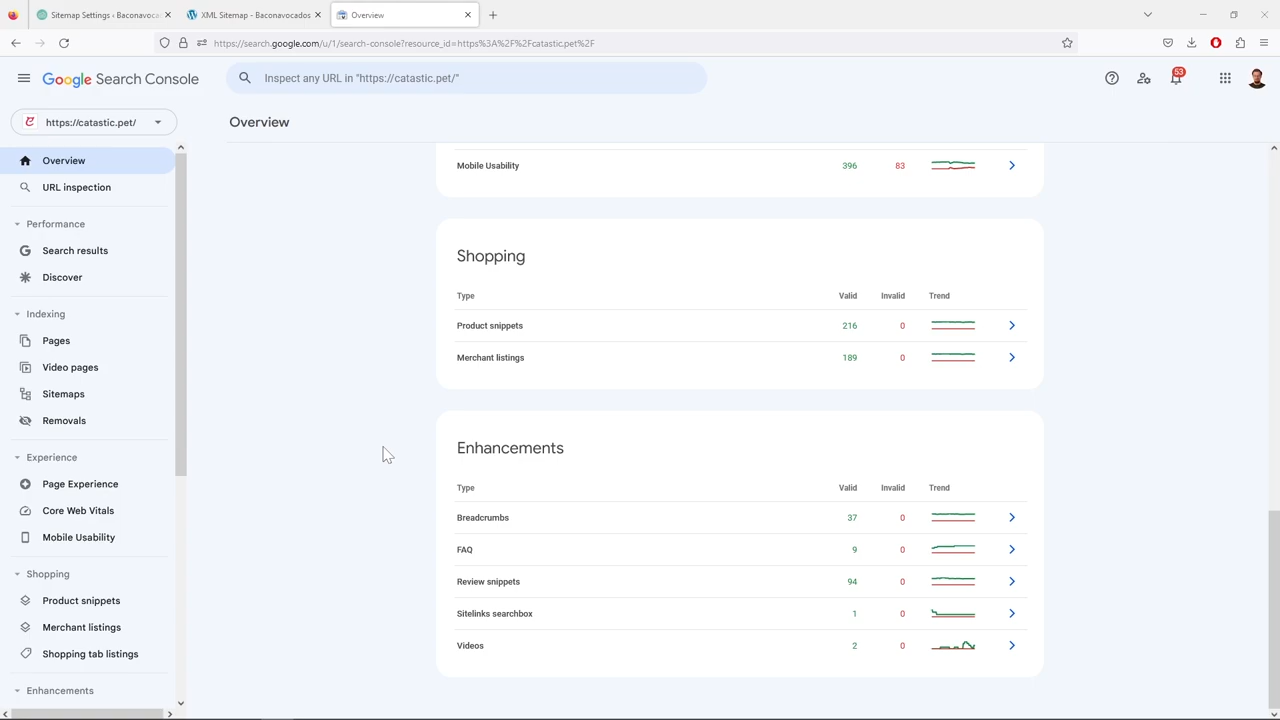 Sitemap Settings ‹ Baconavocad
XML Sitemap - Baconavocados
Overview
https://search.google.com/u/1/search-console?resource_id=https%3A%2F%2Fcatastic.pet%2F
Google Search Console
Inspect any URL in "https://catastic.pet/"
53
https://catastic.pet/
Overview
Overview
URL inspection
Performance
Search results
Discover
Indexing
Pages
Video pages
Sitemaps
Removals
Experience
Page Experience
Core Web Vitals
Mobile Usability
Shopping
Product snippets
Merchant listings
Shopping tab listings
Enhancements
Mobile Usability 396 83
Shopping
Type Valid Invalid Trend
Product snippets 216 0
Merchant listings 189 0
Enhancements
Type Valid Invalid Trend
Breadcrumbs 37 0
FAQ 9 0
Review snippets 94 0
Sitelinks searchbox 1 0
Videos 2 0